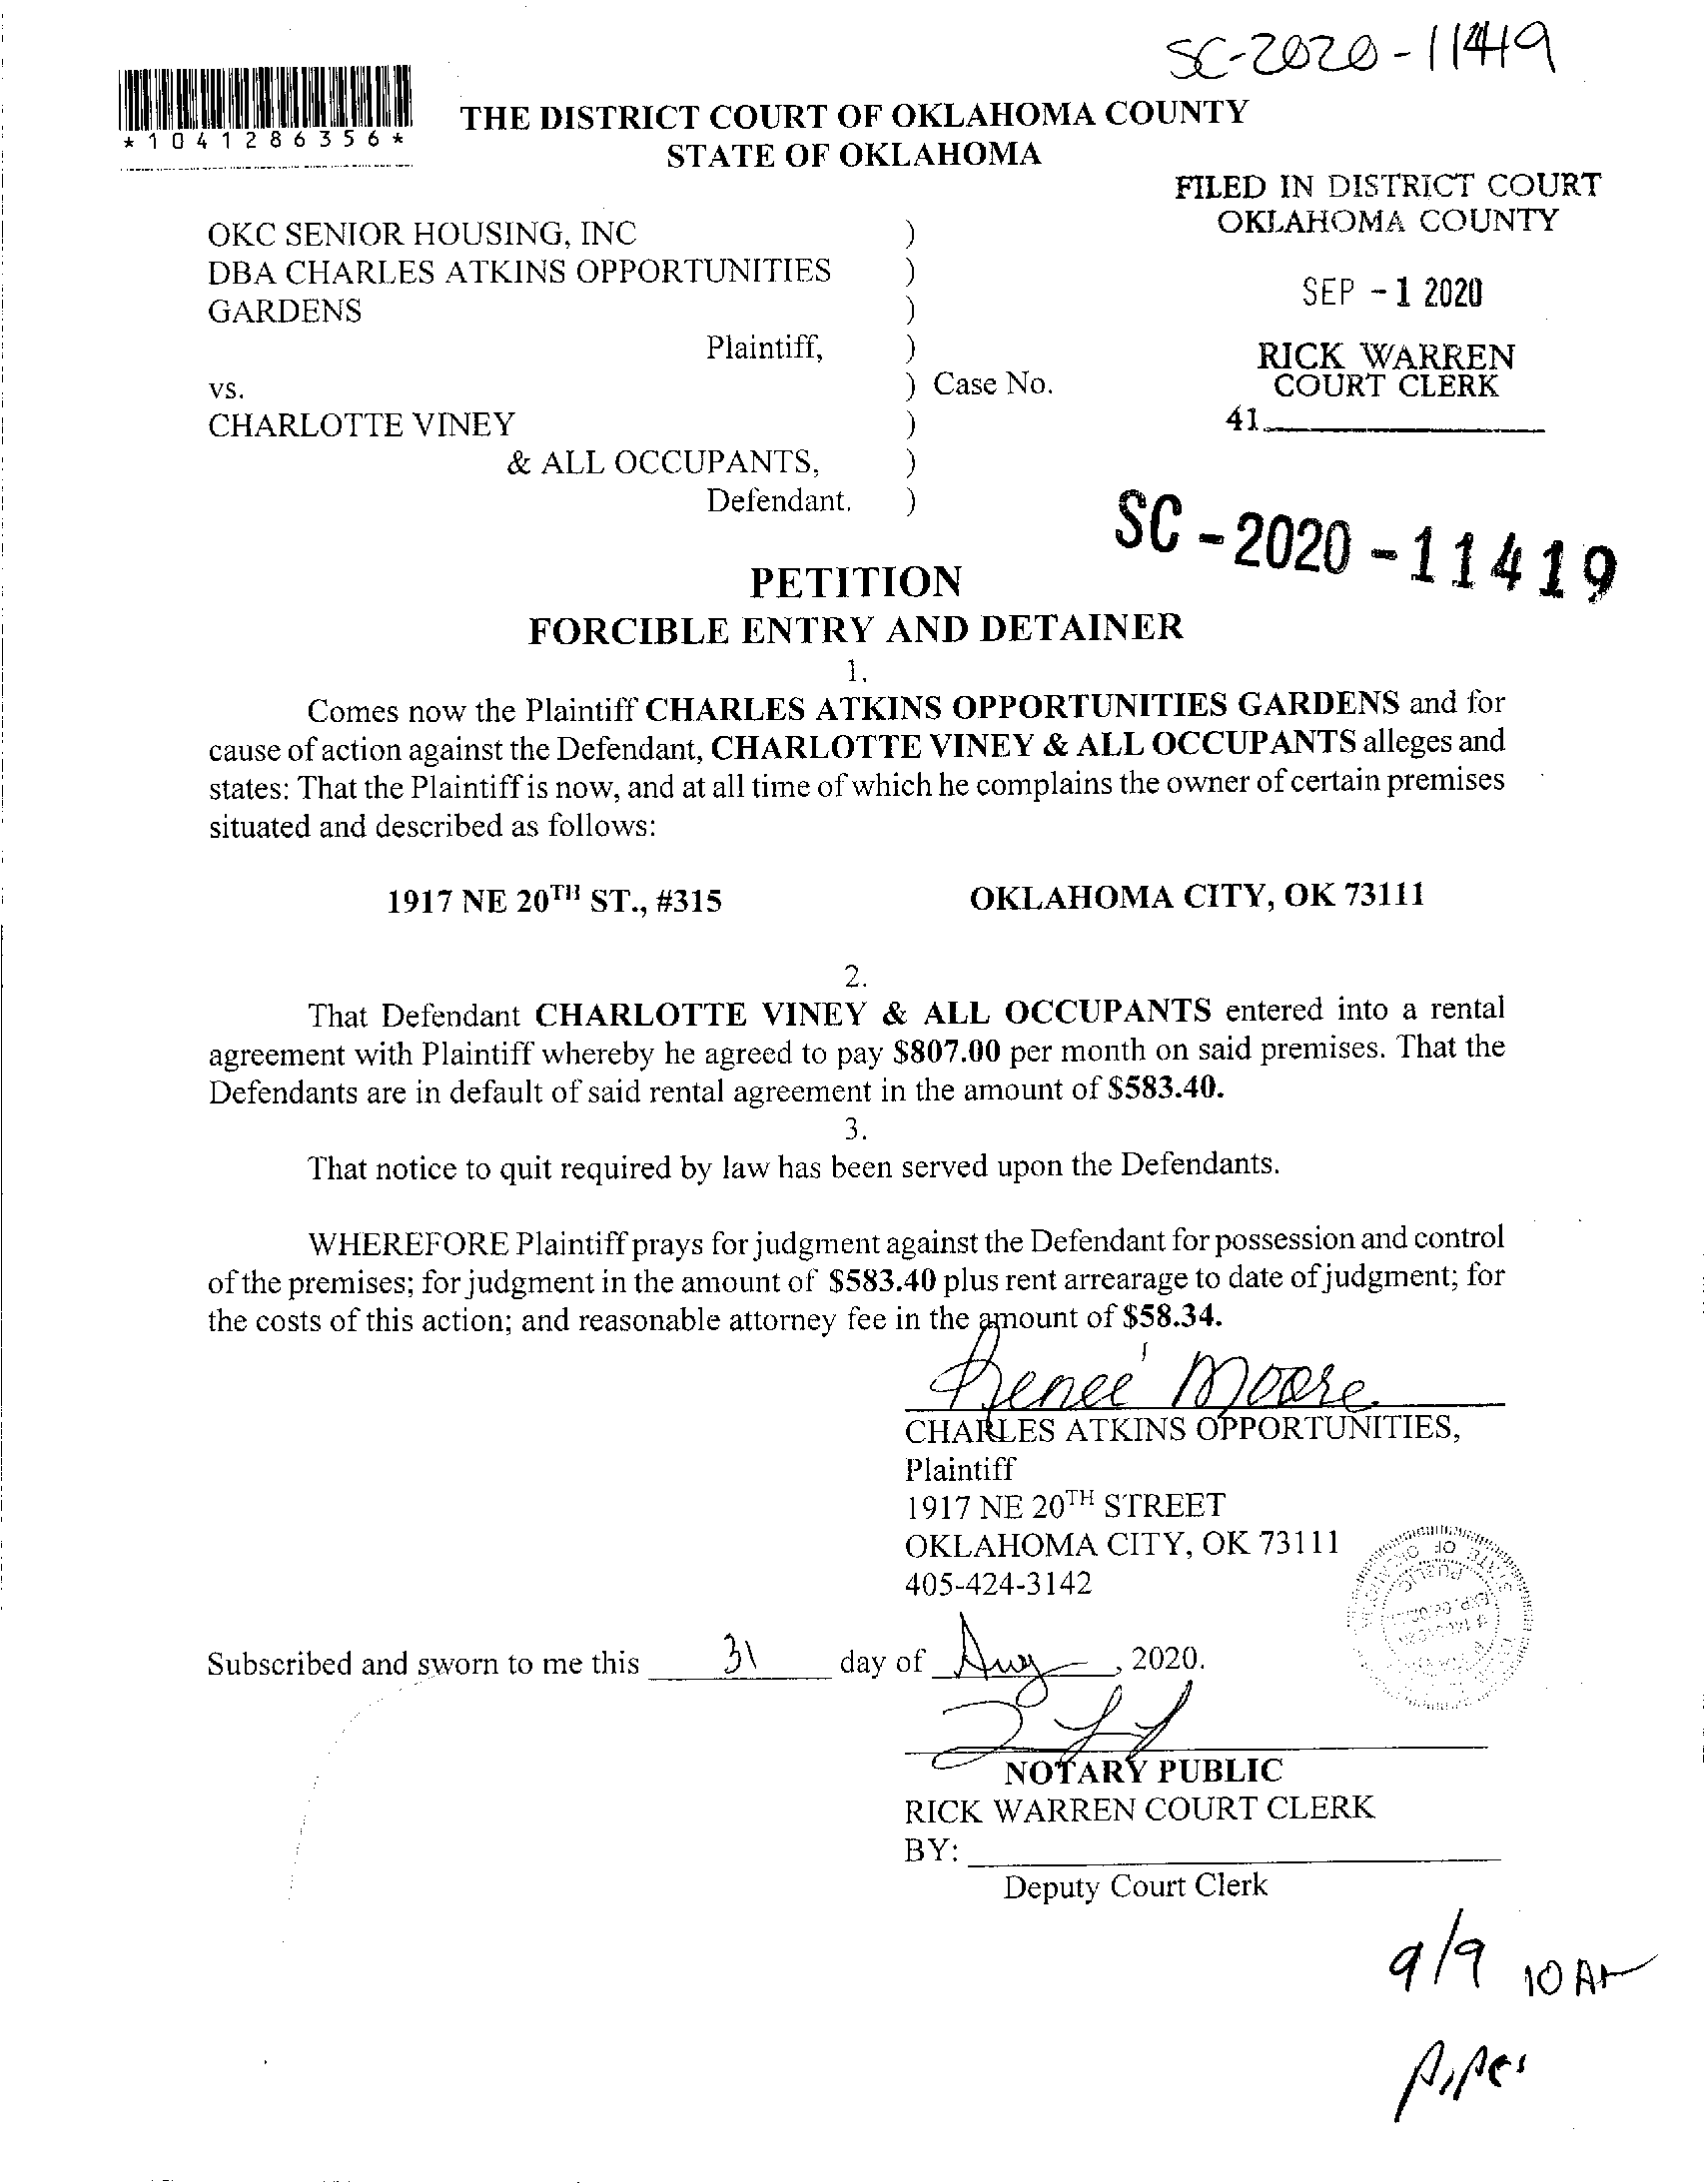 SC-2020-11419
*1041286356*
THE DISTRICT COURT OF OKLAHOMA COUNTY
STATE OF OKLAHOMA
FILED IN DISTRICT COURT
OKLAHOMA COUNTY
SEP -1 2020
RICK WARREN
COURT CLERK
41
OKC SENIOR HOUSING, INC )
DBA CHARLES ATKINS OPPORTUNITIES )
GARDENS )
Plaintiff, )
vs. ) Case No.
CHARLOTTE VINEY )
& ALL OCCUPANTS, )
Defendant. )
SC-2020-11419
PETITION
FORCIBLE ENTRY AND DETAINER
1.
Comes now the Plaintiff CHARLES ATKINS OPPORTUNITIES GARDENS and for
cause of action against the Defendant, CHARLOTTE VINEY & ALL OCCUPANTS alleges and
states: That the Plaintiff is now, and at all time of which he complains the owner of certain premises
situated and described as follows:
1917 NE 20TH ST., #315 OKLAHOMA CITY, OK 73111
2.
That Defendant CHARLOTTE VINEY & ALL OCCUPANTS entered into a rental
agreement with Plaintiff whereby he agreed to pay $807.00 per month on said premises. That the
Defendants are in default of said rental agreement in the amount of $583.40.
3.
That notice to quit required by law has been served upon the Defendants.
WHEREFORE Plaintiff prays for judgment against the Defendant for possession and control
of the premises; for judgment in the amount of $583.40 plus rent arrearage to date of judgment; for
the costs of this action; and reasonable attorney fee in the amount of $58.34.
Renee' Moore
CHARLES ATKINS OPPORTUNITIES,
Plaintiff
1917 NE 20TH STREET
OKLAHOMA CITY, OK 73111
405-424-3142
Subscribed and sworn to me this 31 day of Aug, 2020.
NOTARY PUBLIC
RICK WARREN COURT CLERK
BY:
Deputy Court Clerk
9/9 10 AM